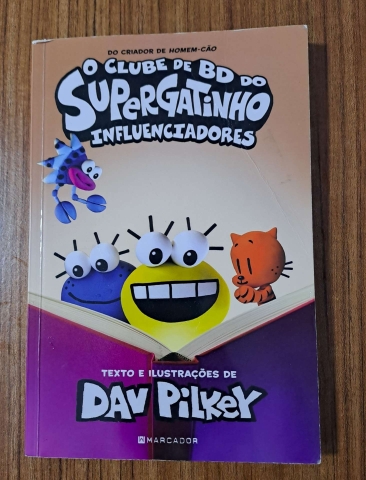 DO CRIADOR DE HOMEM-CÃO
O CLUBE DE BD DO
SUPERGATINHO
INFLUENCIADORES
TEXTO E ILUSTRAÇÕES DE
DAV PILKEY
MARCADOR